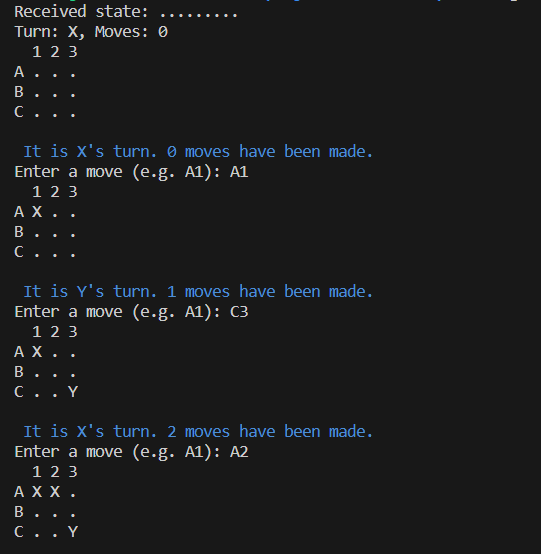 Received state: .........
Turn: X, Moves: 0
  1 2 3
A . . .
B . . .
C . . .

 It is X's turn. 0 moves have been made.
Enter a move (e.g. A1): A1
  1 2 3
A X . .
B . . .
C . . .

 It is Y's turn. 1 moves have been made.
Enter a move (e.g. A1): C3
  1 2 3
A X . .
B . . .
C . . Y

 It is X's turn. 2 moves have been made.
Enter a move (e.g. A1): A2
  1 2 3
A X X .
B . . .
C . . Y